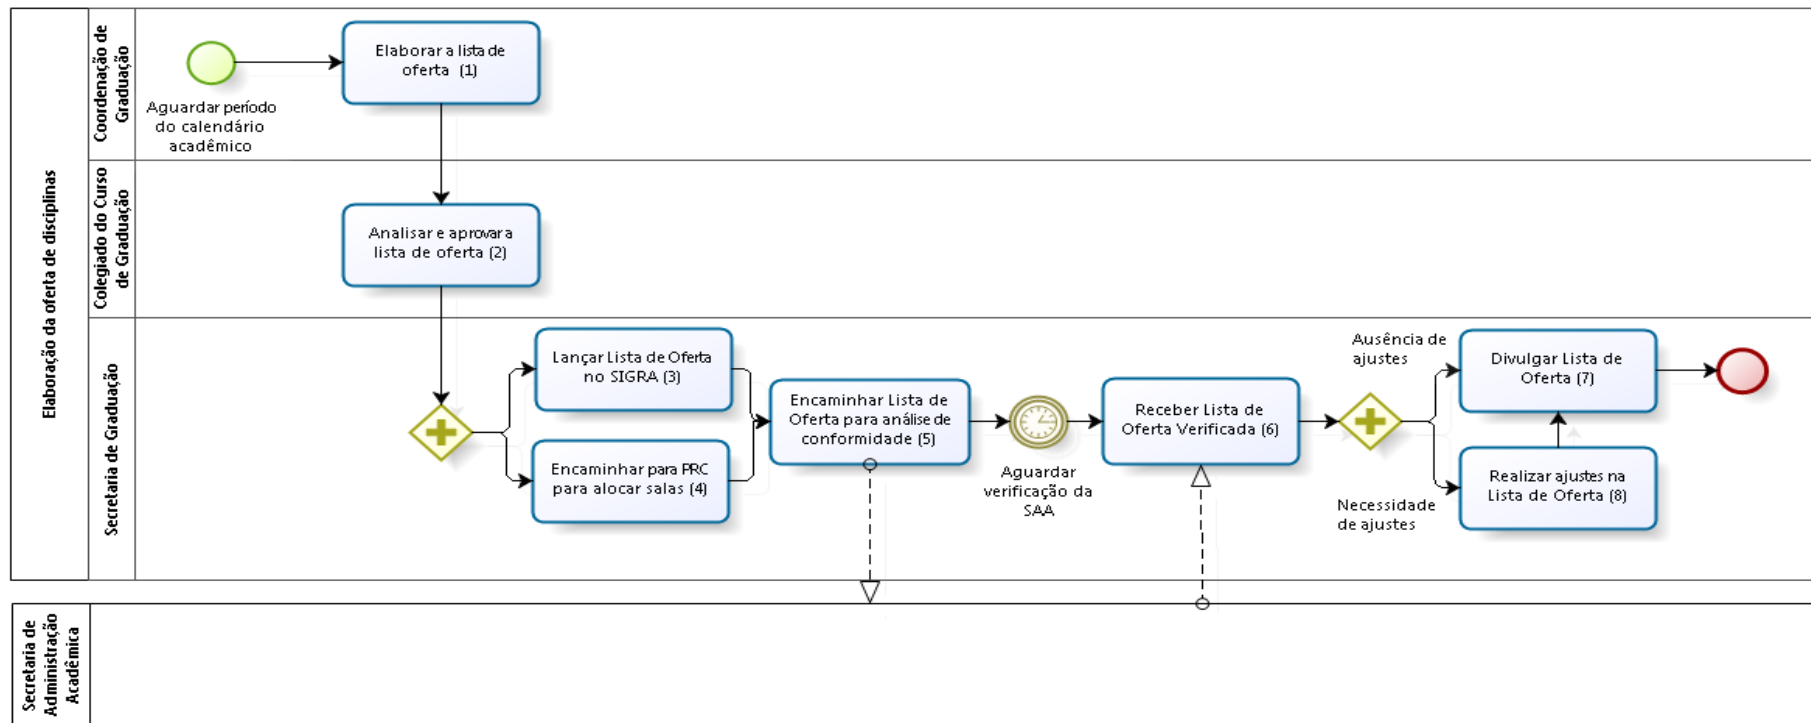 Elaboração da oferta de disciplinas
Coordenação de
Graduação
Aguardar período
do calendário
acadêmico
Elaborar a lista de
oferta (1)
Colegiado do Curso
de Graduação
Analisar e aprovar a
lista de oferta (2)
Secretaria de Graduação
Lançar Lista de Oferta
no SIGRA (3)
Encaminhar para PRC
para alocar salas (4)
Encaminhar Lista de
Oferta para análise de
conformidade (5)
Aguardar
verificação da
SAA
Receber Lista de
Oferta Verificada (6)
Ausência de
ajustes
Necessidade
de ajustes
Divulgar Lista de
Oferta (7)
Realizar ajustes na
Lista de Oferta (8)
Secretaria de
Administração
Acadêmica